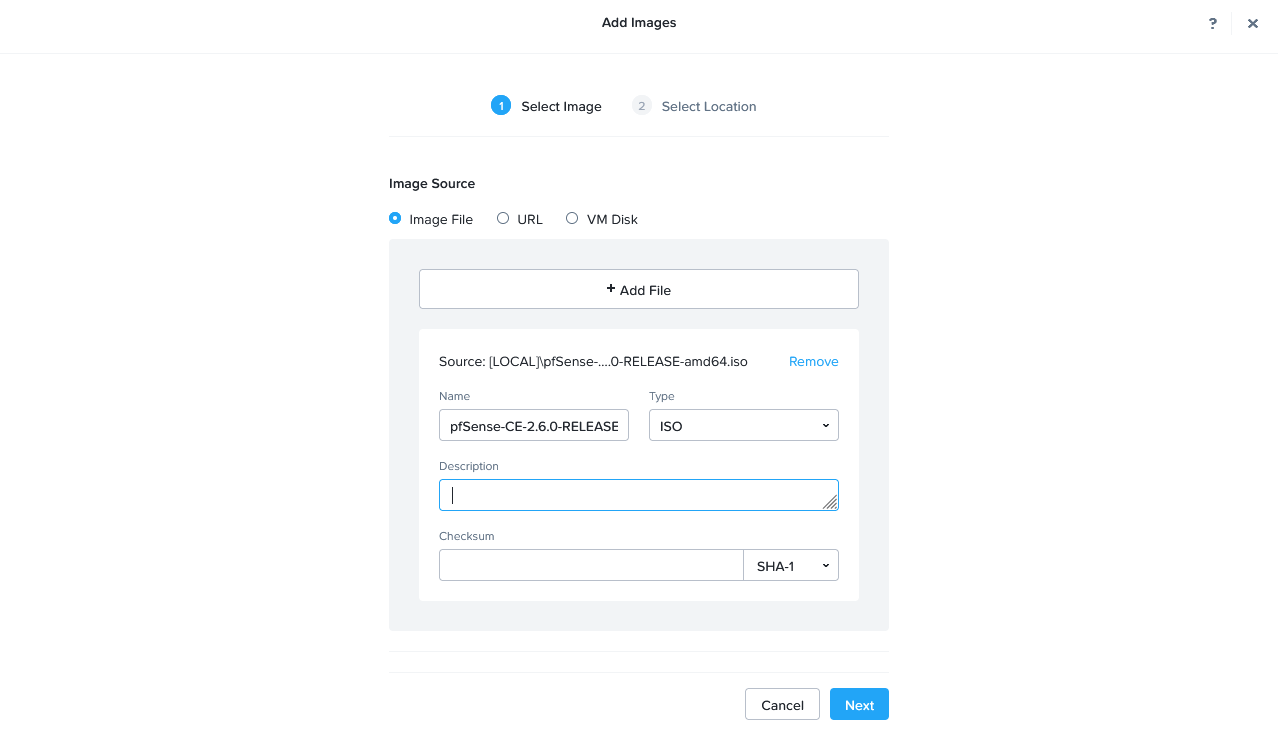 Add Images
?
1 Select Image 2 Select Location
Image Source
Image File URL VM Disk
+ Add File
Source: [LOCAL]\pfSense-....0-RELEASE-amd64.iso Remove
Name Type
pfSense-CE-2.6.0-RELEASE ISO
Description
Checksum
SHA-1
Cancel Next